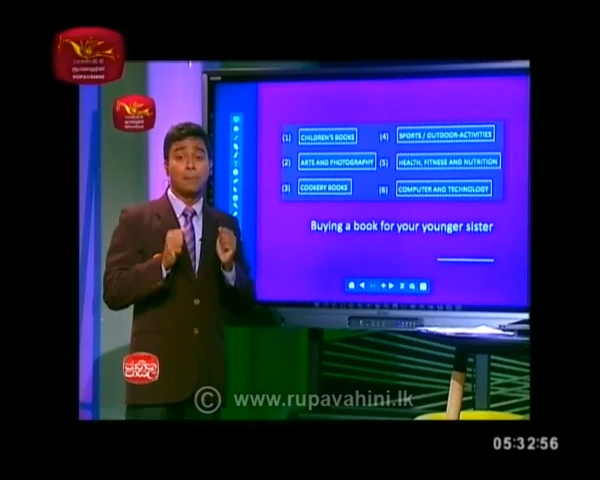 RUPAVAHINI
(1) CHILDREN'S BOOKS
(2) ARTS AND PHOTOGRAPHY
(3) COOKERY BOOKS
(4) SPORTS / OUTDOOR-ACTIVITIES
(5) HEALTH, FITNESS AND NUTRITION
(6) COMPUTER AND TECHNOLOGY
Buying a book for your younger sister
© www.rupavahini.lk
05:32:56